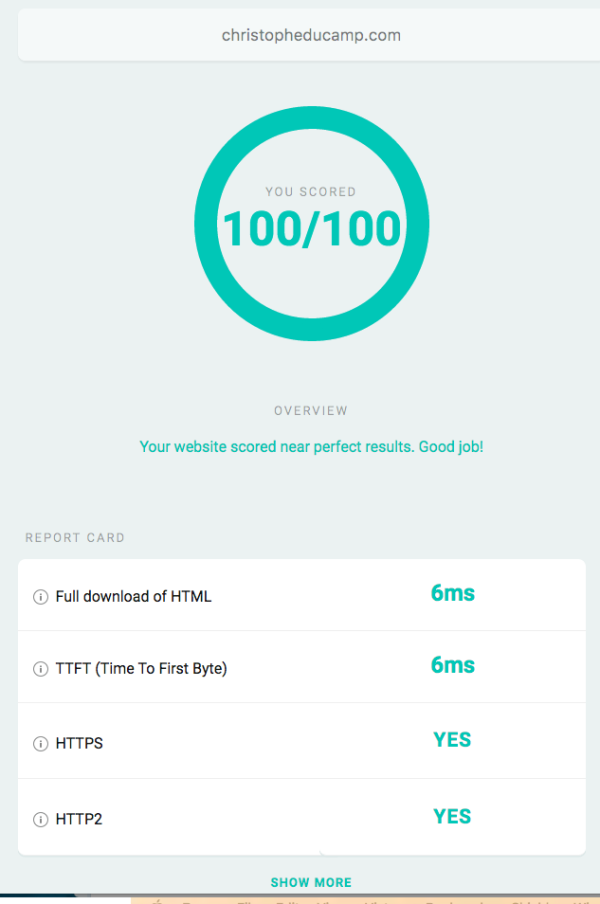 christopheducamp.com
YOU SCORED
100/100
OVERVIEW
Your website scored near perfect results. Good job!
REPORT CARD
Full download of HTML 6ms
TTFT (Time To First Byte) 6ms
HTTPS YES
HTTP2 YES
SHOW MORE